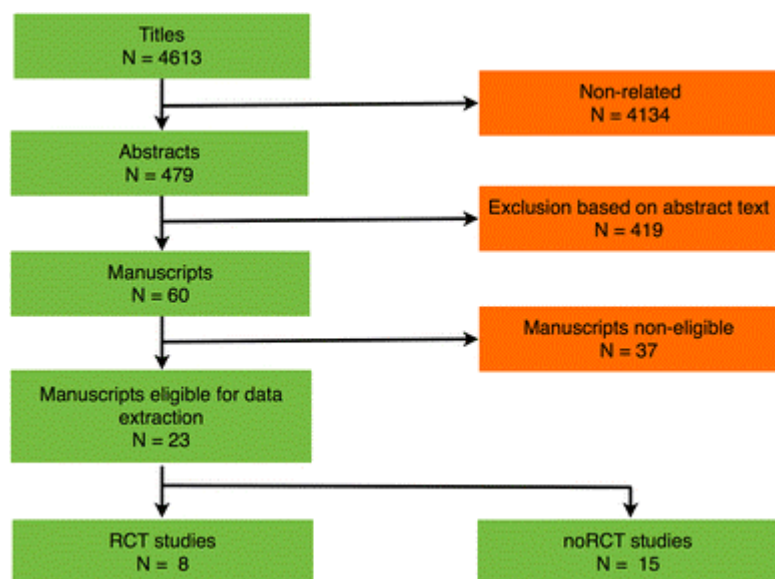 Titles
N = 4613
Non-related
N = 4134
Abstracts
N = 479
Exclusion based on abstract text
N = 419
Manuscripts
N = 60
Manuscripts non-eligible
N = 37
Manuscripts eligible for data
extraction
N = 23
RCT studies
N = 8
noRCT studies
N = 15